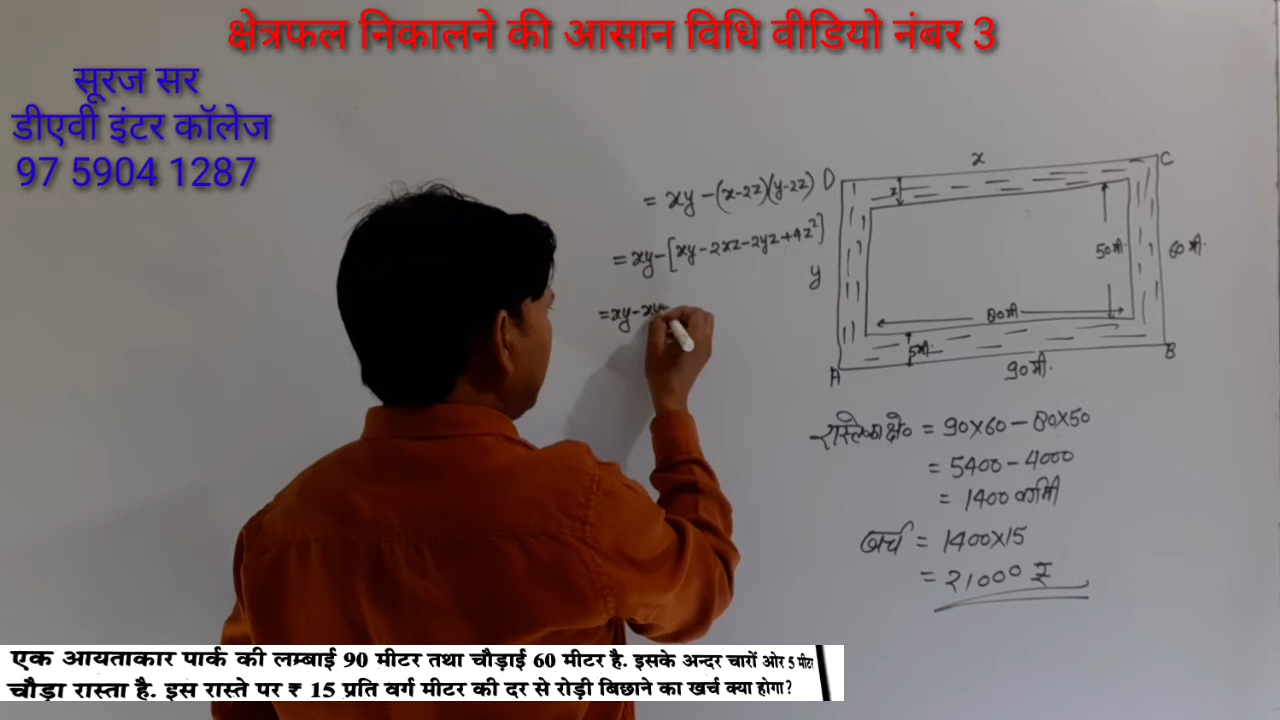 क्षेत्रफल निकालने की आसान विधि वीडियो नंबर 3
सूरज सर
डीएवी इंटर कॉलेज
97 5904 1287
= xy-(x-2z)(y-2z)
= xy-[xy-2xz-2yz+4z²]
= xy-xy
D
x
C
z
y
50मी.
60मी.
80मी
5मी.
A
90मी.
B
रास्ते का क्षे० = 90×60-80×50
= 5400-4000
= 1400 वर्गमी
खर्च = 1400×15
= 21000 ₹
एक आयताकार पार्क की लम्बाई 90 मीटर तथा चौड़ाई 60 मीटर है. इसके अन्दर चारों ओर 5 मीटर
चौड़ा रास्ता है. इस रास्ते पर ₹ 15 प्रति वर्ग मीटर की दर से रोड़ी बिछाने का खर्च क्या होगा?